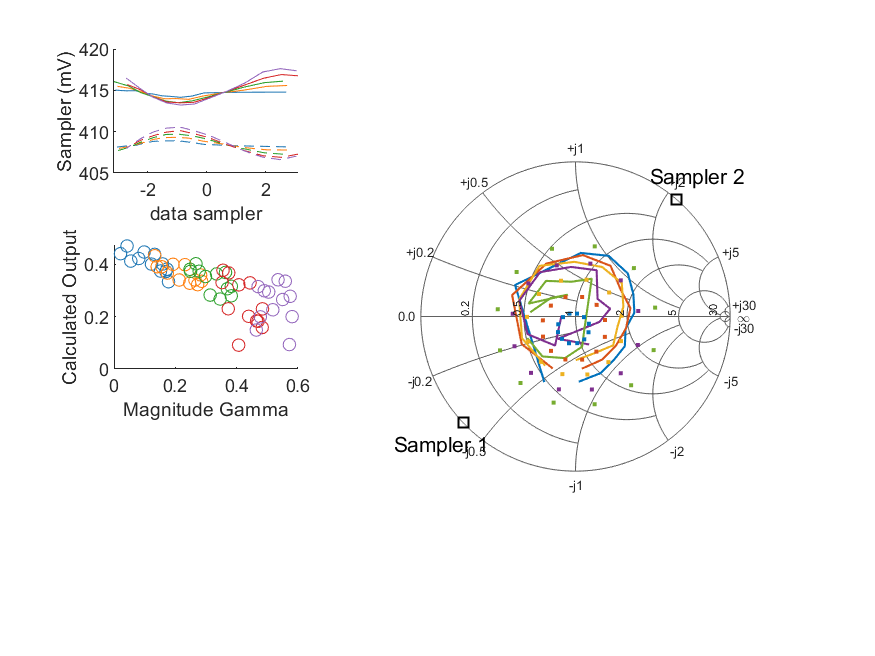 420
415
410
405
Sampler (mV)
-2
0
2
data sampler
0.4
0.2
0
Calculated Output
0
0.2
0.4
0.6
Magnitude Gamma
+j1
+j0.5
+j2
Sampler 2
+j0.2
+j5
0.0
0.2
0.5
1
2
5
30
+j30
∞
-j30
-j0.2
-j5
Sampler 1
-j0.5
-j2
-j1